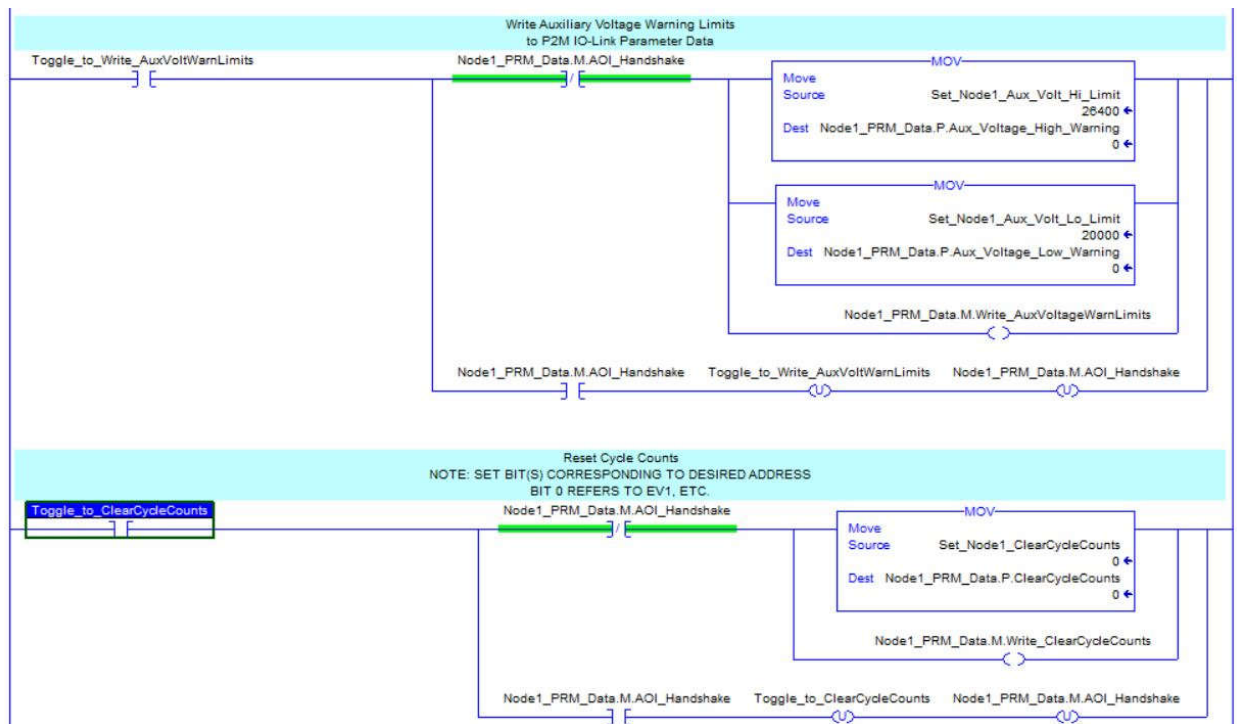 Write Auxiliary Voltage Warning Limits
to P2M IO-Link Parameter Data
Toggle_to_Write_AuxVoltWarnLimits
Node1_PRM_Data.M.AOI_Handshake
MOV
Move
Source Set_Node1_Aux_Volt_Hi_Limit
26400
Dest Node1_PRM_Data.P.Aux_Voltage_High_Warning
0
MOV
Move
Source Set_Node1_Aux_Volt_Lo_Limit
20000
Dest Node1_PRM_Data.P.Aux_Voltage_Low_Warning
0
Node1_PRM_Data.M.Write_AuxVoltageWarnLimits
Node1_PRM_Data.M.AOI_Handshake Toggle_to_Write_AuxVoltWarnLimits Node1_PRM_Data.M.AOI_Handshake
U U
Reset Cycle Counts
NOTE: SET BIT(S) CORRESPONDING TO DESIRED ADDRESS
BIT 0 REFERS TO EV1, ETC.
Toggle_to_ClearCycleCounts
Node1_PRM_Data.M.AOI_Handshake
MOV
Move
Source Set_Node1_ClearCycleCounts
0
Dest Node1_PRM_Data.P.ClearCycleCounts
0
Node1_PRM_Data.M.Write_ClearCycleCounts
Node1_PRM_Data.M.AOI_Handshake Toggle_to_ClearCycleCounts Node1_PRM_Data.M.AOI_Handshake
U U